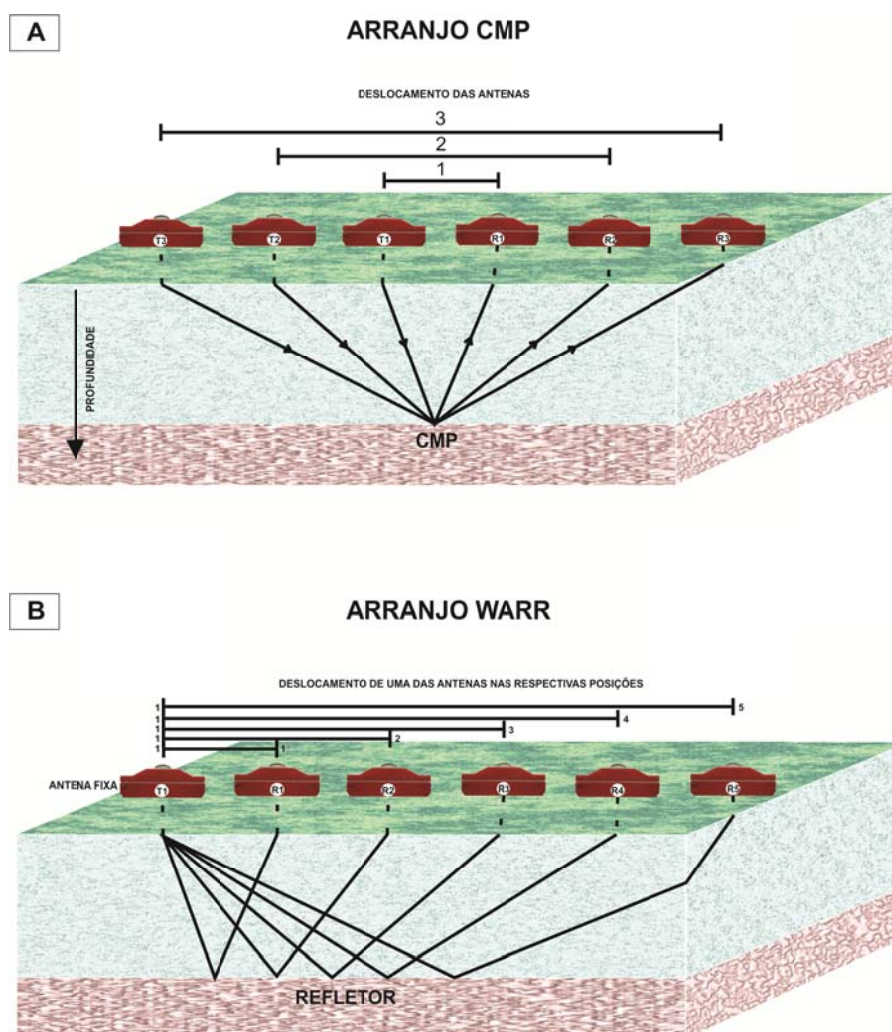 A
ARRANJO CMP
DESLOCAMENTO DAS ANTENAS
3
2
1
T3 T2 T1 R1 R2 R3
PROFUNDIDADE
CMP
B
ARRANJO WARR
DESLOCAMENTO DE UMA DAS ANTENAS NAS RESPECTIVAS POSIÇÕES
1 5
1 4
1 3
1 2
1 1
ANTENA FIXA T1 R1 R2 R3 R4 R5
REFLETOR